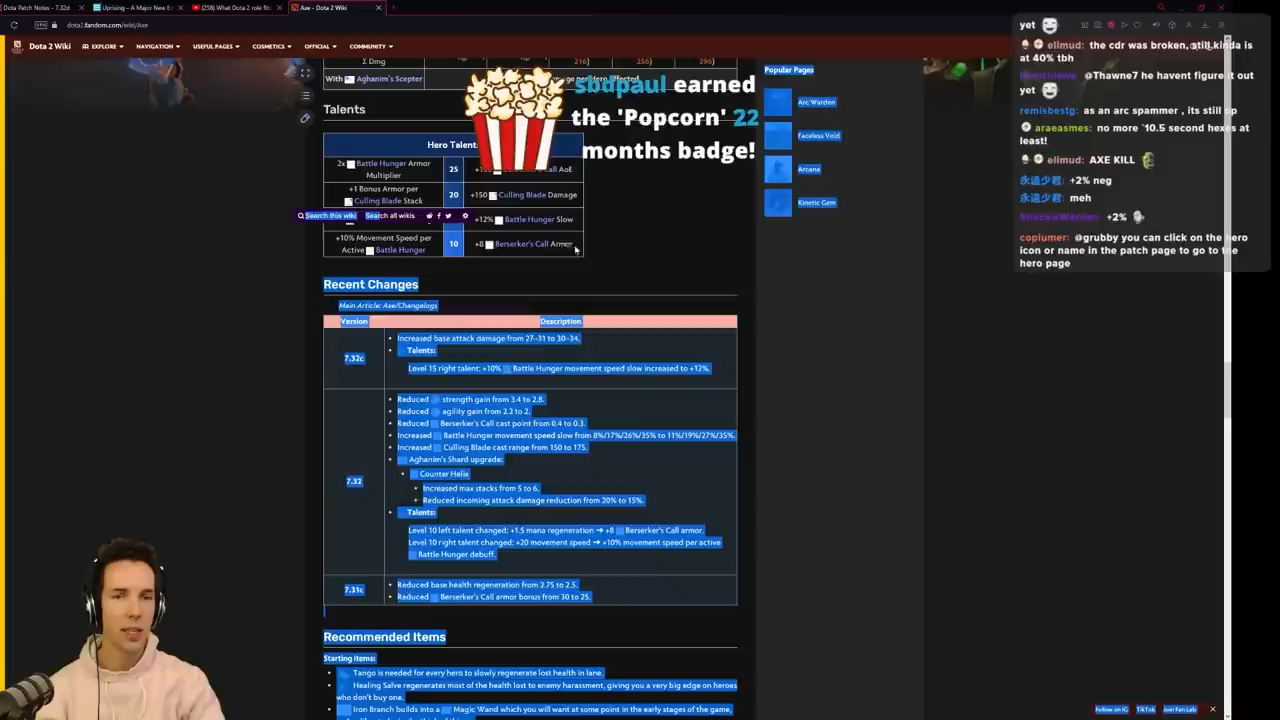 Dota Patch Notes - 7.32d
Uprising – A Major New E
(258) What Dota 2 role fit
Axe - Dota 2 Wiki
VPN
dota2.fandom.com/wiki/Axe
Dota 2 Wiki
EXPLORE
NAVIGATION
USEFUL PAGES
COSMETICS
OFFICIAL
COMMUNITY
Σ Dmg
216)
256)
296)
With Aghanim's Scepter
per hero affected.
Talents
Hero Talen
2x Battle Hunger Armor
Multiplier
25
AoE
+1 Bonus Armor per
Culling Blade Stack
20
+150 Culling Blade Damage
Search this wiki
Search all wikis
+12% Battle Hunger Slow
+10% Movement Speed per
Active Battle Hunger
10
+8 Berserker's Call Armor
sbdpaul earned
the 'Popcorn' 22
months badge!
Recent Changes
Main Article: Axe/Changelogs
Version
Description
7.32c
Increased base attack damage from 27–31 to 30–34.
Talents:
Level 15 right talent: +10% Battle Hunger movement speed slow increased to +12%.
7.32
Reduced strength gain from 3.4 to 2.8.
Reduced agility gain from 2.2 to 2.
Reduced Berserker's Call cast point from 0.4 to 0.3.
Increased Battle Hunger movement speed slow from 8%/17%/26%/35% to 11%/19%/27%/35%.
Increased Culling Blade cast range from 150 to 175.
Aghanim's Shard upgrade:
Counter Helix
Increased max stacks from 5 to 6.
Reduced incoming attack damage reduction from 20% to 15%.
Talents:
Level 10 left talent changed: +1.5 mana regeneration ➜ +8 Berserker's Call armor.
Level 10 right talent changed: +20 movement speed ➜ +10% movement speed per active
Battle Hunger debuff.
7.31c
Reduced base health regeneration from 2.75 to 2.5.
Reduced Berserker's Call armor bonus from 30 to 25.
Recommended Items
Starting items:
Tango is needed for every hero to slowly regenerate lost health in lane.
Healing Salve regenerates most of the health lost to enemy harassment, giving you a very big edge on heroes
who don't buy one.
Iron Branch builds into a Magic Wand which you will want at some point in the early stages of the game,
Popular Pages
Arc Warden
Faceless Void
Arcana
Kinetic Gem
yet
elimud: the cdr was broken, still kinda is
at 40% tbh
@Thawne7 he havent figure it out
yet
remisbestg: as an arc spammer , its still op
araeasmes: no more `10.5 second hexes at
least!
elimud: AXE KILL
永遠少君: +2% neg
永遠少君: meh
+2%
copiumer: @grubby you can click on the hero
icon or name in the patch page to go to the
hero page
Follow on IG
TikTok
Join Fan Lab